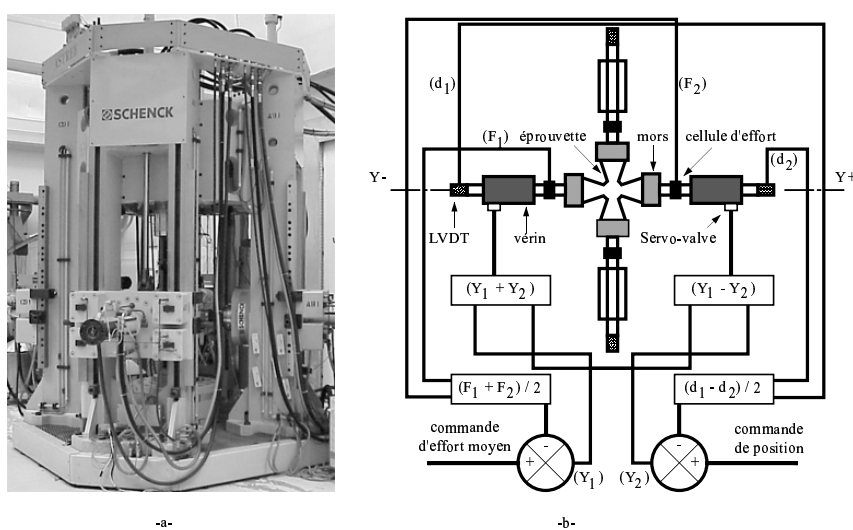 SCHENCK
(d1)
(F2)
(F1)
éprouvette
mors
cellule d'effort
(d2)
Y-
Y+
LVDT
vérin
Servo-valve
(Y1 + Y2)
(Y1 - Y2)
(F1 + F2) / 2
(d1 - d2) / 2
commande
d'effort moyen
commande
de position
-
+
(Y1)
(Y2)
-
+
-a-
-b-